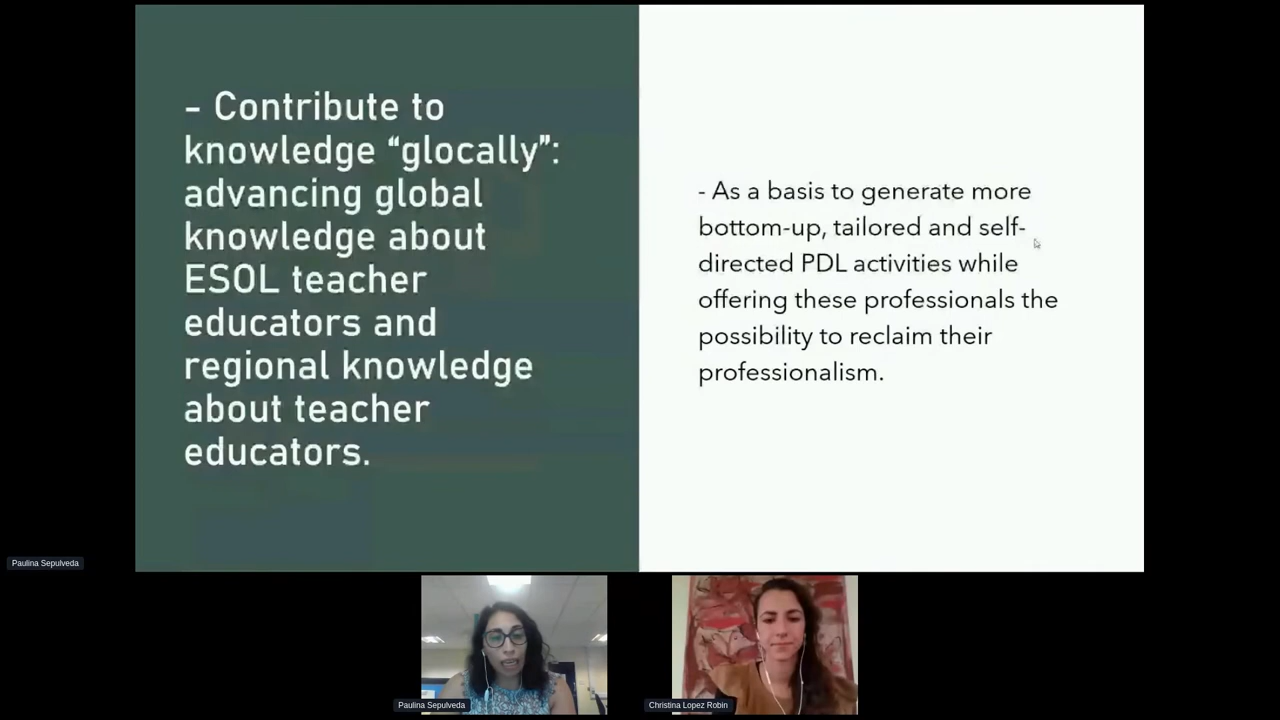 - Contribute to
knowledge “glocally”:
advancing global
knowledge about
ESOL teacher
educators and
regional knowledge
about teacher
educators.
- As a basis to generate more
bottom-up, tailored and self-
directed PDL activities while
offering these professionals the
possibility to reclaim their
professionalism.
Paulina Sepulveda
Paulina Sepulveda
Christina Lopez Robin